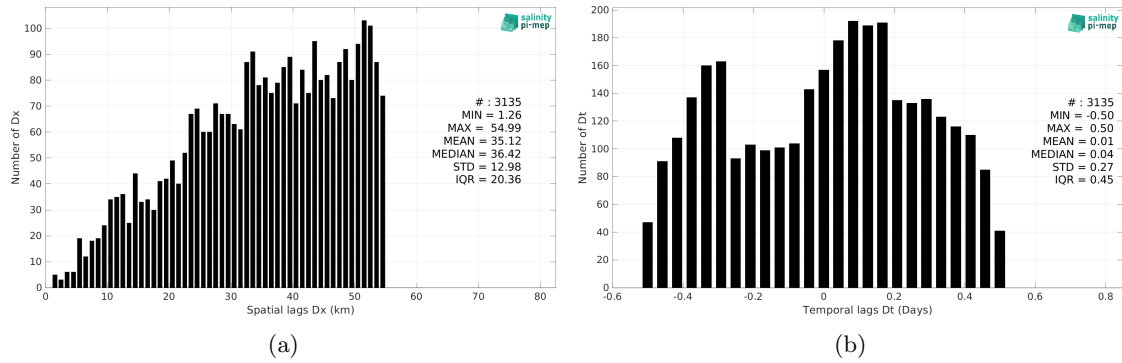 salinity
pi-mep
Number of Dx
100
90
80
70
60
50
40
30
20
10
0
# : 3135
MIN = 1.26
MAX = 54.99
MEAN = 35.12
MEDIAN = 36.42
STD = 12.98
IQR = 20.36
0 10 20 30 40 50 60 70 80
Spatial lags Dx (km)
(a)
salinity
pi-mep
Number of Dt
200
180
160
140
120
100
80
60
40
20
0
# : 3135
MIN = -0.50
MAX = 0.50
MEAN = 0.01
MEDIAN = 0.04
STD = 0.27
IQR = 0.45
-0.6 -0.4 -0.2 0 0.2 0.4 0.6 0.8
Temporal lags Dt (Days)
(b)